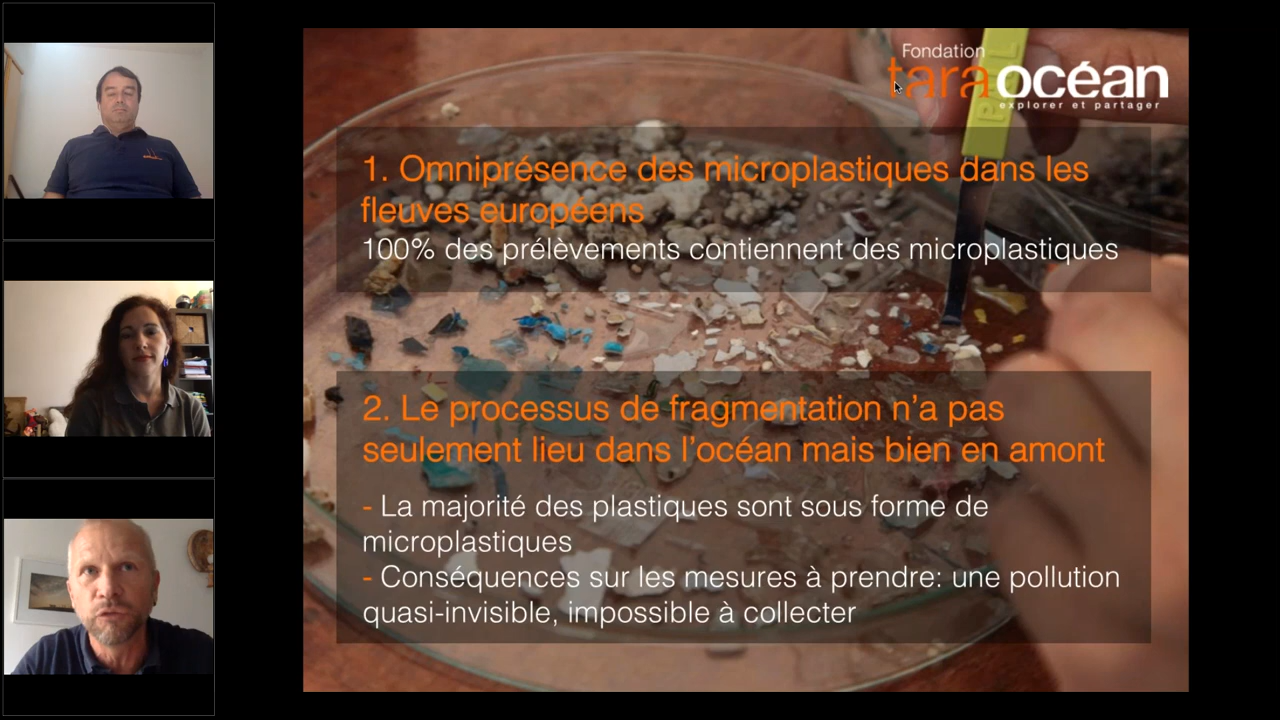 Fondation
tara océan
explorer et partager
1. Omniprésence des microplastiques dans les
fleuves européens
100% des prélèvements contiennent des microplastiques
2. Le processus de fragmentation n’a pas
seulement lieu dans l’océan mais bien en amont
- La majorité des plastiques sont sous forme de
microplastiques
- Conséquences sur les mesures à prendre: une pollution
quasi-invisible, impossible à collecter